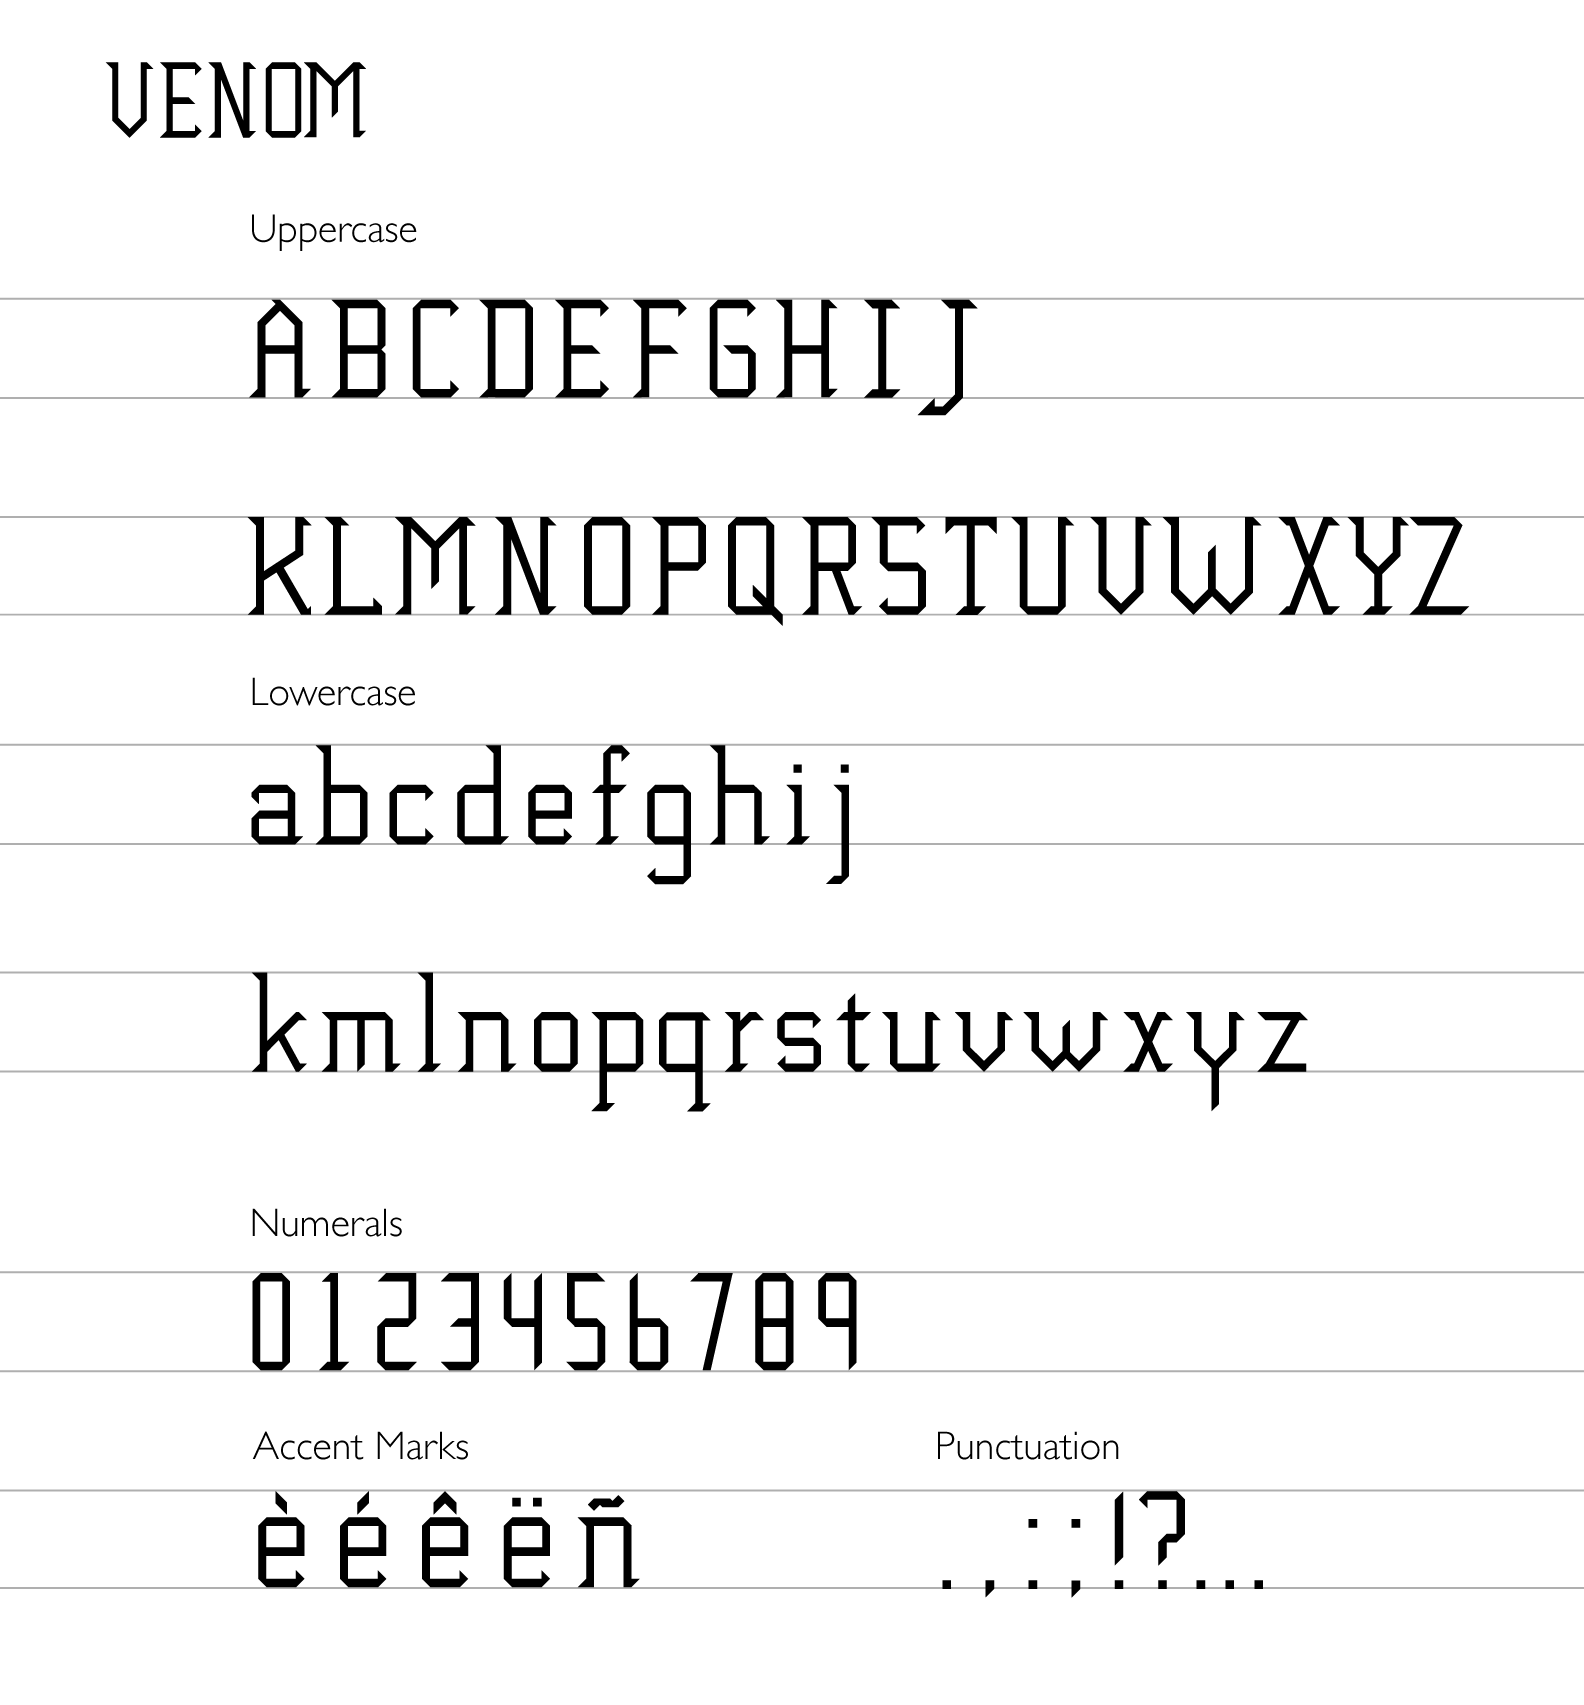 VENOM
Uppercase
ABCDEFGHIJ
KLMNOPQRSTUVWXYZ
Lowercase
abcdefghij
kmlnopqrstuvwxyz
Numerals
0123456789
Accent Marks
èéêëñ
Punctuation
.,:;!?...